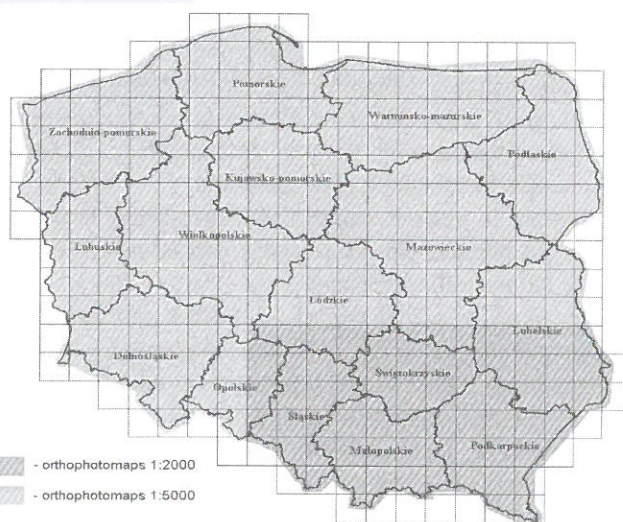 Pomorskie
Warmińsko-mazurskie
Zachodnio-pomorskie
Podlaskie
Kujawsko-pomorskie
Wielkopolskie
Lubuskie
Mazowieckie
Łódzkie
Lubelskie
Dolnośląskie
Świętokrzyskie
Opolskie
Śląskie
Małopolskie
Podkarpackie
- orthophotomaps 1:2000
- orthophotomaps 1:5000